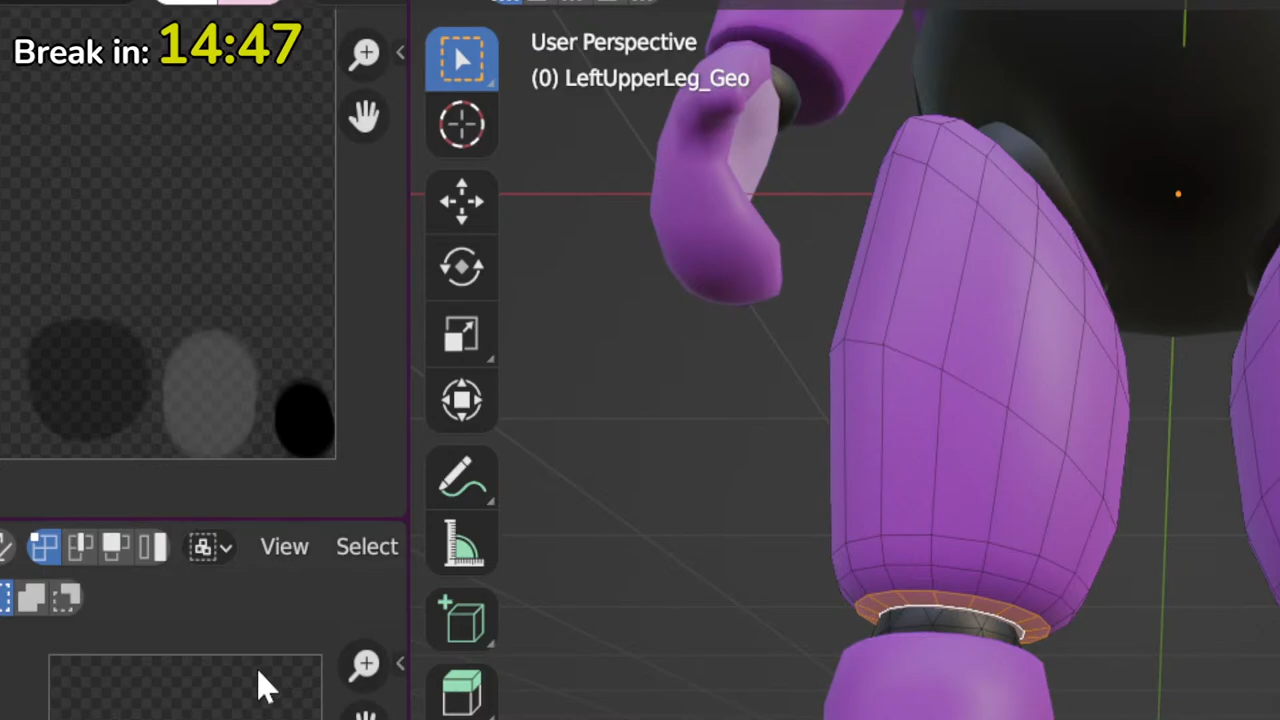 Break in: 14:47
User Perspective
(0) LeftUpperLeg_Geo
View Select